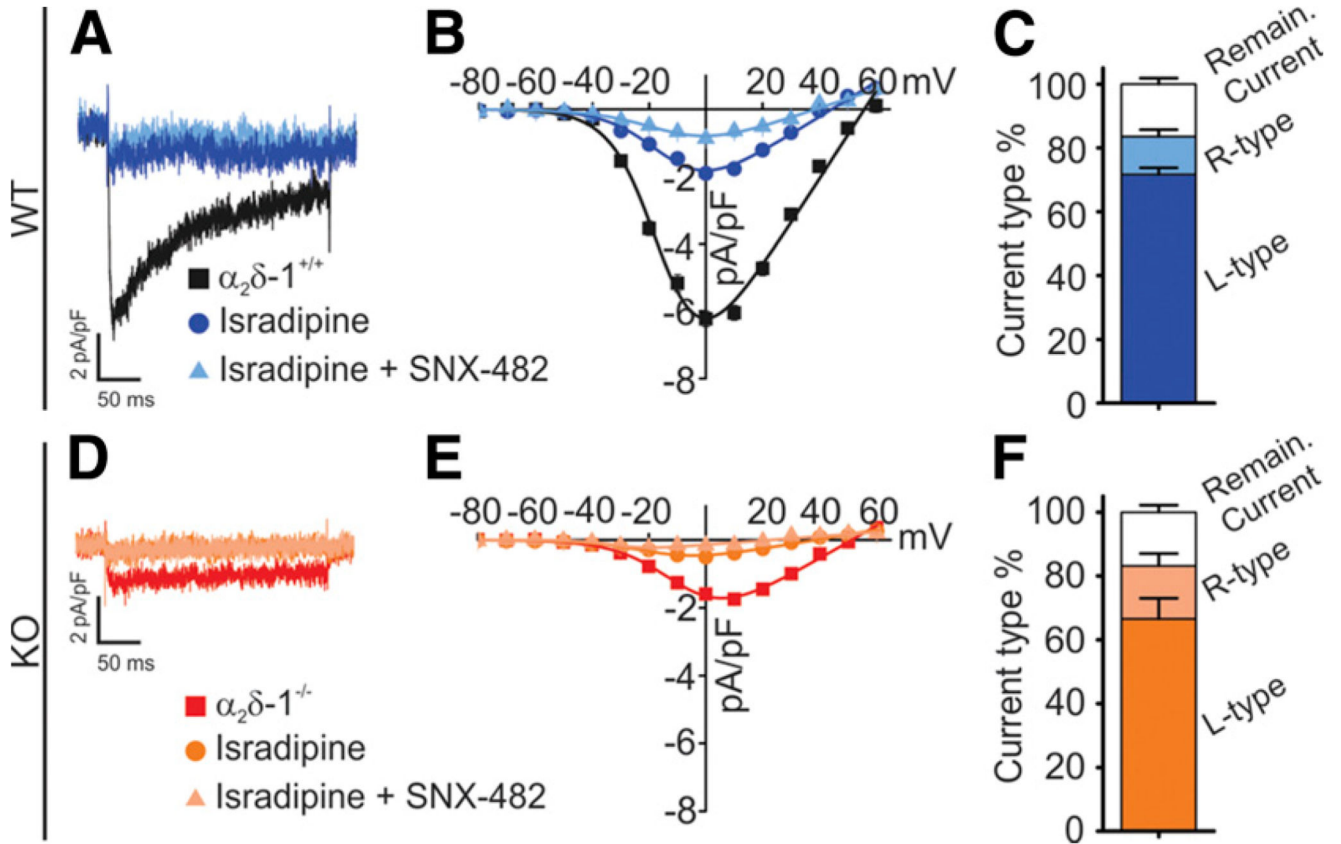 WT
A
2 pA/pF
50 ms
α₂δ-1⁺/⁺
Isradipine
Isradipine + SNX-482
B
-80 -60 -40 -20 20 40 60 mV
-2
-4
-6
-8
pA/pF
C
Current type %
100
80
60
40
20
0
Remain.
Current
R-type
L-type
KO
D
2 pA/pF
50 ms
α₂δ-1⁻/⁻
Isradipine
Isradipine + SNX-482
E
-80 -60 -40 -20 20 40 60
mV
-2
-4
-6
-8
pA/pF
F
Current type %
100
80
60
40
20
0
Remain.
Current
R-type
L-type